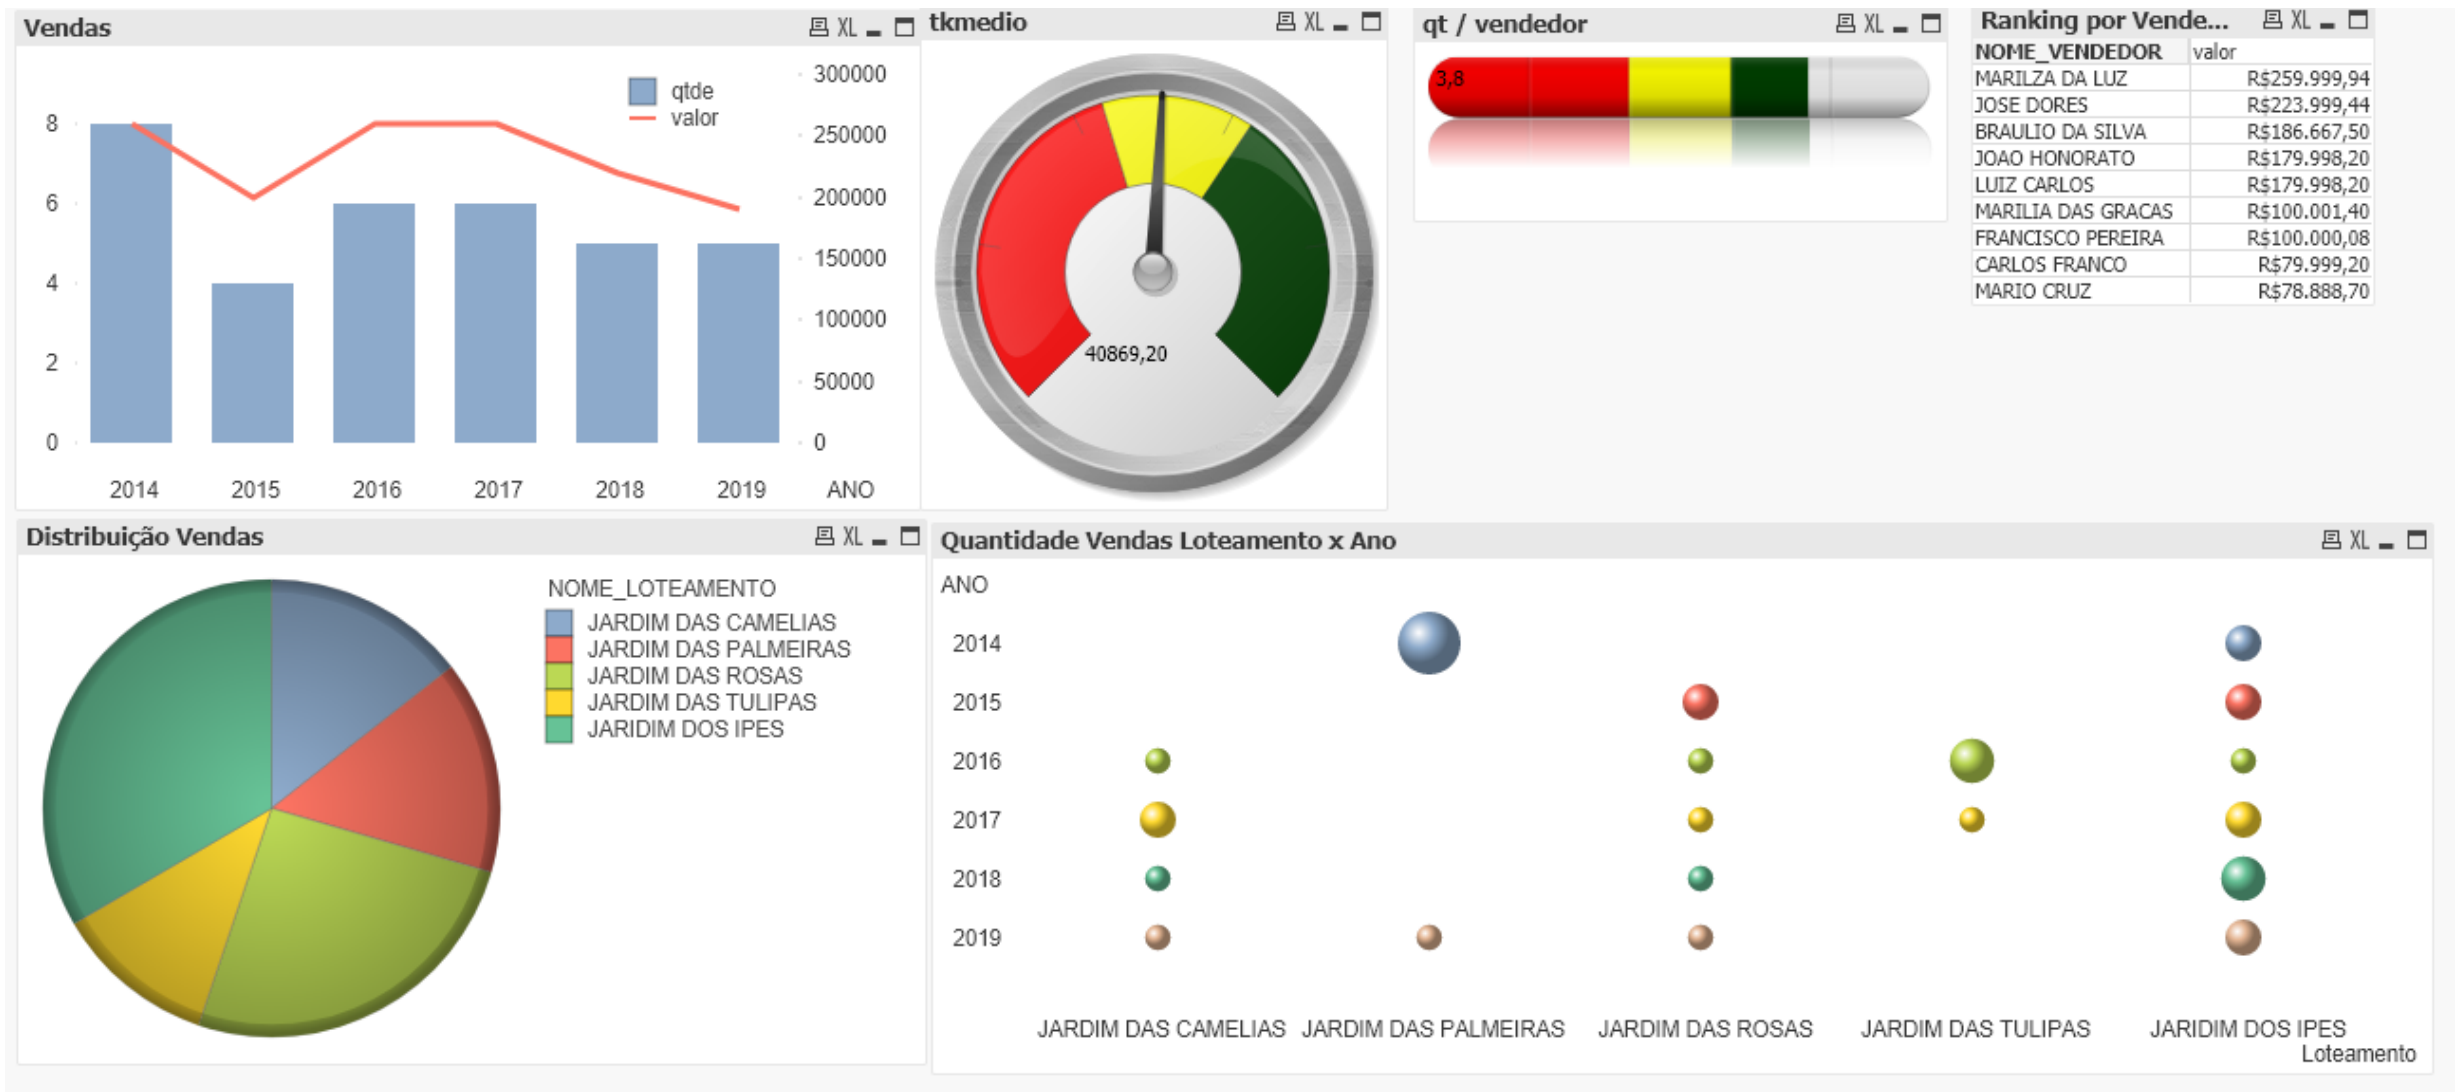 Vendas
XL
qtde
valor
8
6
4
2
0
300000
250000
200000
150000
100000
50000
0
2014 2015 2016 2017 2018 2019 ANO
tkmedio
XL
40869,20
qt / vendedor
XL
3,8
Ranking por Vende...
XL
NOME_VENDEDOR valor
MARILZA DA LUZ R$259.999,94
JOSE DORES R$223.999,44
BRAULIO DA SILVA R$186.667,50
JOAO HONORATO R$179.998,20
LUIZ CARLOS R$179.998,20
MARILIA DAS GRACAS R$100.001,40
FRANCISCO PEREIRA R$100.000,08
CARLOS FRANCO R$79.999,20
MARIO CRUZ R$78.888,70
Distribuição Vendas
XL
NOME_LOTEAMENTO
JARDIM DAS CAMELIAS
JARDIM DAS PALMEIRAS
JARDIM DAS ROSAS
JARDIM DAS TULIPAS
JARIDIM DOS IPES
Quantidade Vendas Loteamento x Ano
XL
ANO
2014
2015
2016
2017
2018
2019
JARDIM DAS CAMELIAS JARDIM DAS PALMEIRAS JARDIM DAS ROSAS JARDIM DAS TULIPAS JARIDIM DOS IPES
Loteamento